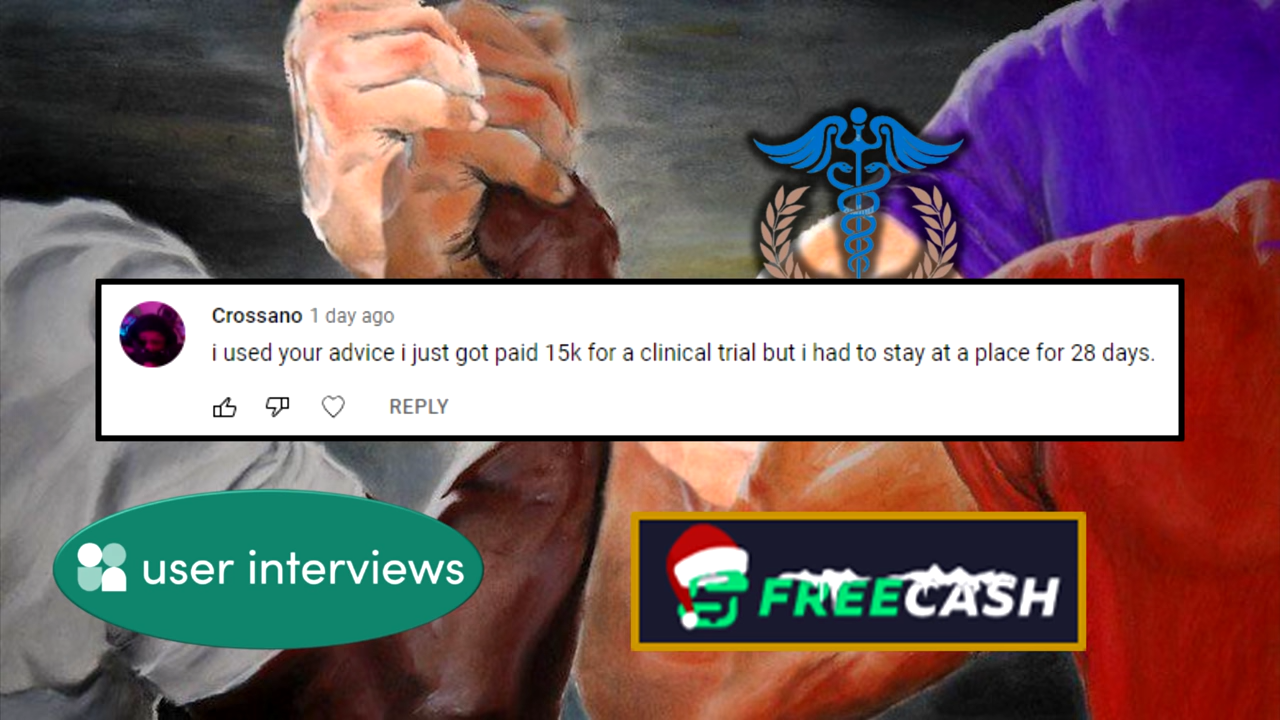 Crossano 1 day ago
i used your advice i just got paid 15k for a clinical trial but i had to stay at a place for 28 days.
REPLY
user interviews
FREECASH